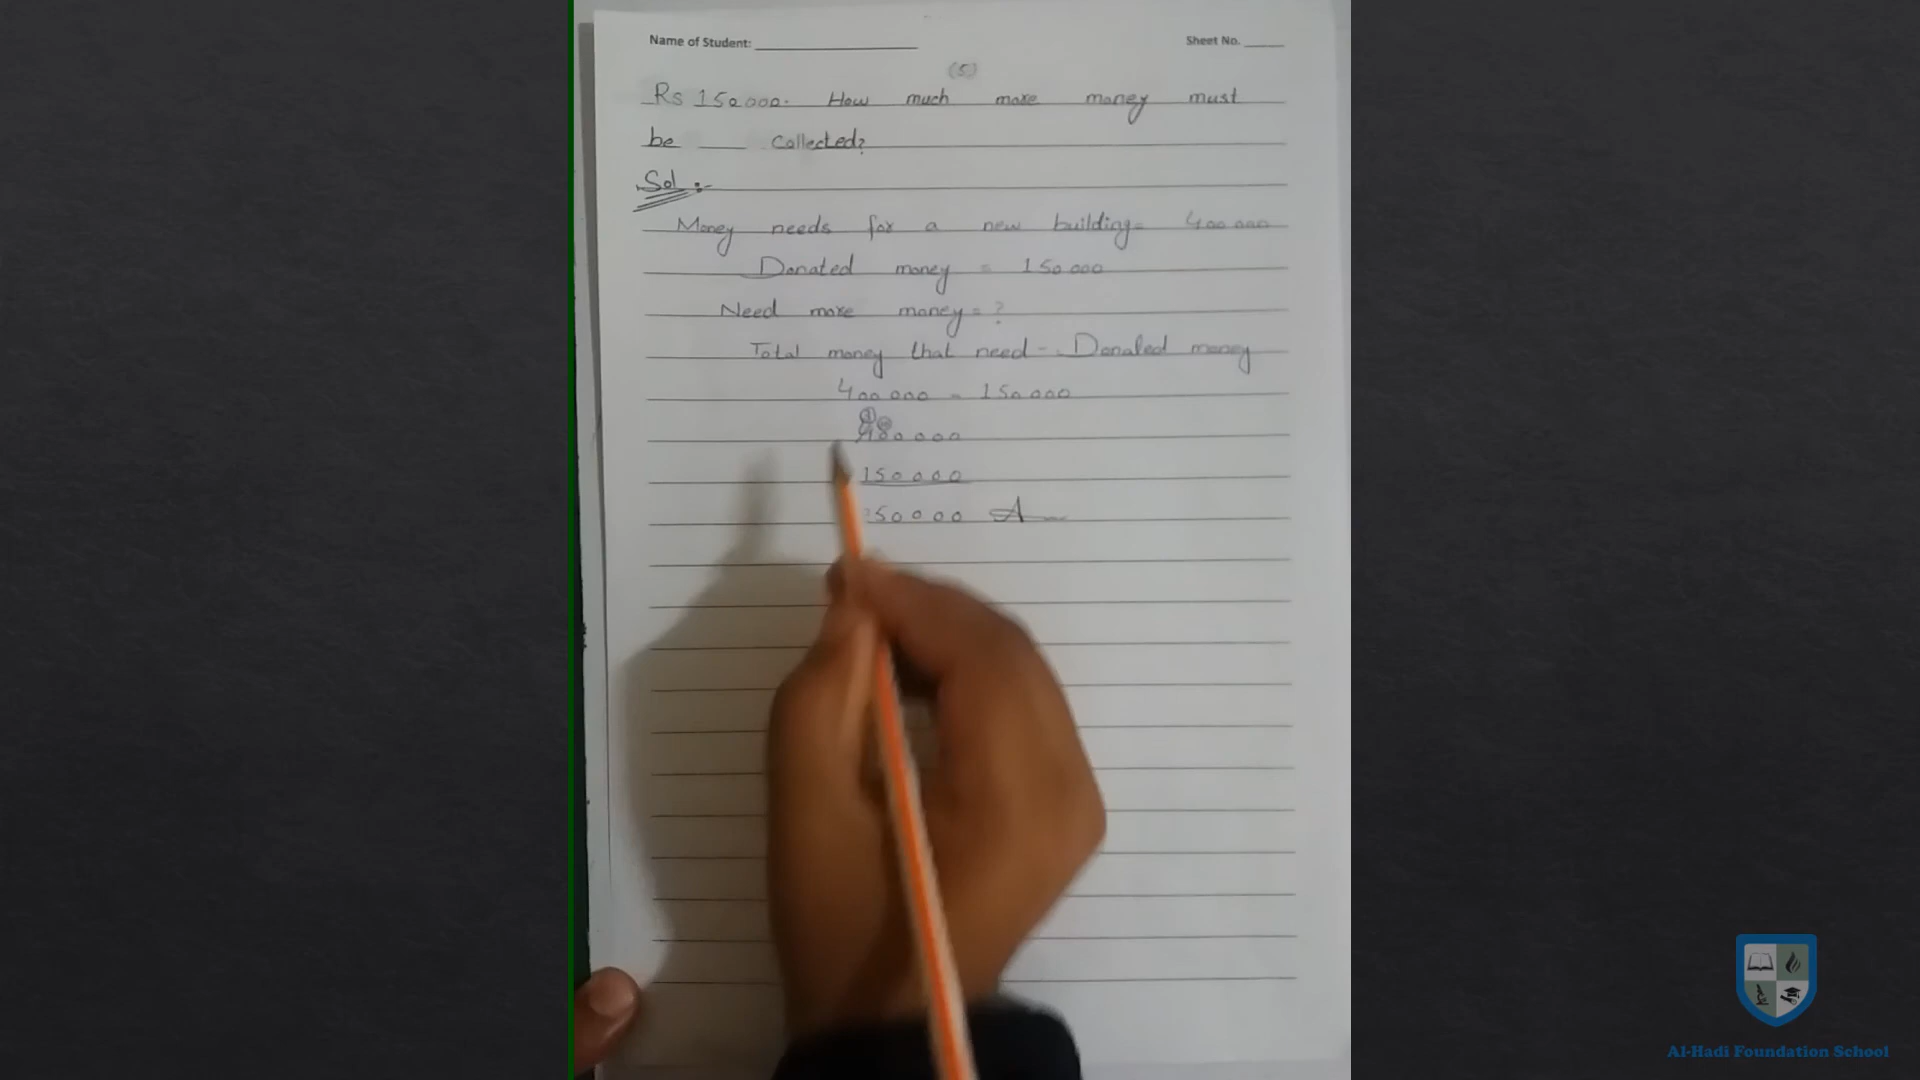 Name of Student: Sheet No.
(5)
Rs 150000. How much more money must
be collected?
Sol :-
Money needs for a new building= 400 000
Donated money = 150 000
Need more money = ?
Total money that need - Donated money
400 000 - 150 000
400000
150000
50000 A
Al-Hadi Foundation School